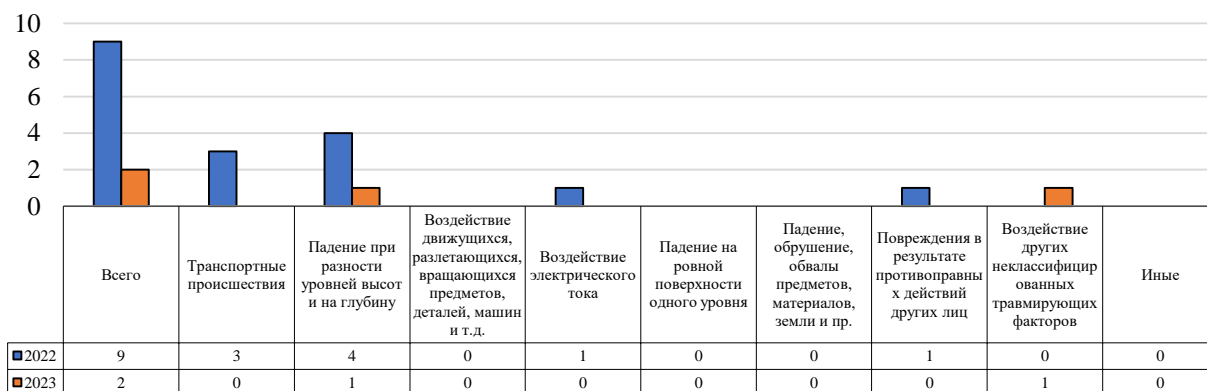 10
8
6
4
2
0
Всего
Транспортные
происшествия
Падение при
разности
уровней высот
и на глубину
Воздействие
движущихся,
разлетающихся,
вращающихся
предметов,
деталей, машин
и т.д.
Воздействие
электрического
тока
Падение на
ровной
поверхности
одного уровня
Падение,
обрушение,
обвалы
предметов,
материалов,
земли и пр.
Повреждения в
результате
противоправны
х действий
других лиц
Воздействие
других
неклассифицир
ованных
травмирующих
факторов
Иные
2022 9 3 4 0 1 0 0 1 0 0
2023 2 0 1 0 0 0 0 0 1 0